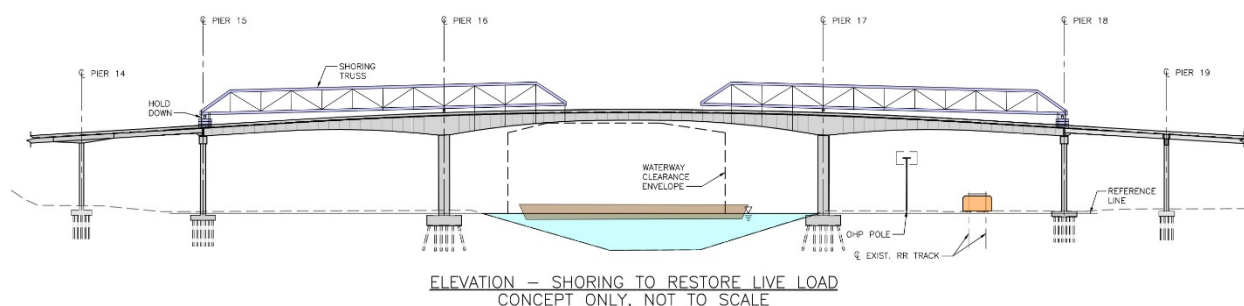 ℄ PIER 14
℄ PIER 15
℄ PIER 16
℄ PIER 17
℄ PIER 18
℄ PIER 19
SHORING
TRUSS
HOLD
DOWN
WATERWAY
CLEARANCE
ENVELOPE
REFERENCE
LINE
OHP POLE
℄ EXIST. RR TRACK
ELEVATION – SHORING TO RESTORE LIVE LOAD
CONCEPT ONLY, NOT TO SCALE